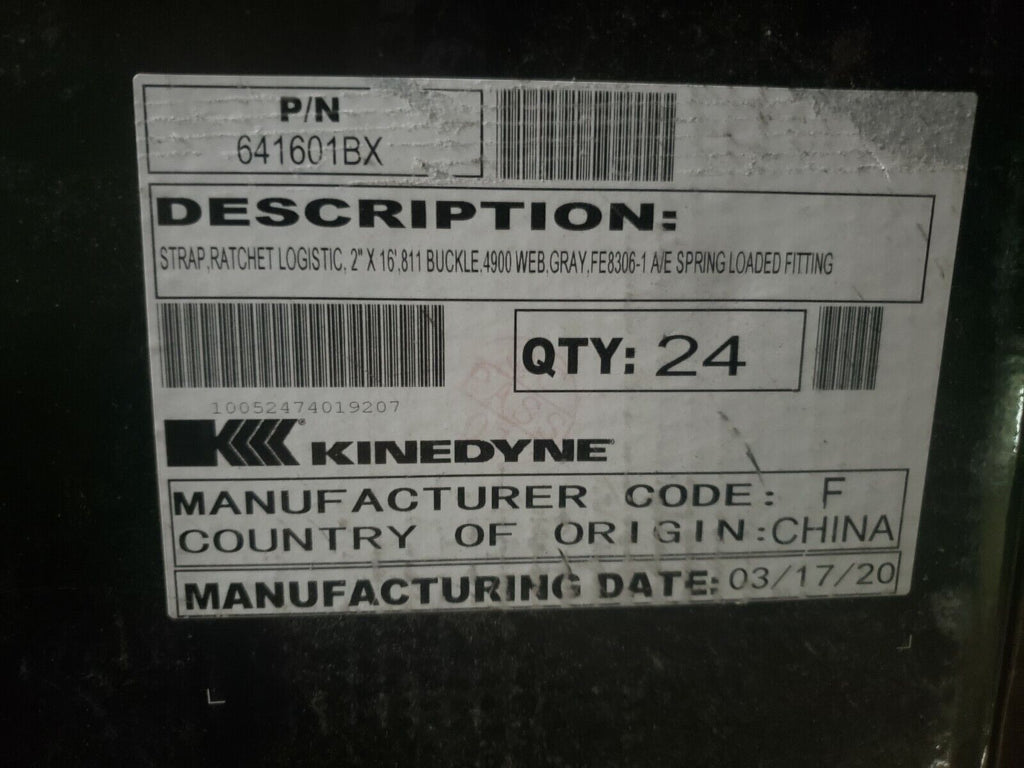 P/N
641601BX
DESCRIPTION:
STRAP,RATCHET LOGISTIC, 2" X 16',811 BUCKLE.4900 WEB,GRAY,FE8306-1 A/E SPRING LOADED FITTING
QTY: 24
10052474019207
KINEDYNE
MANUFACTURER CODE: F
COUNTRY OF ORIGIN:CHINA
MANUFACTURING DATE: 03/17/20